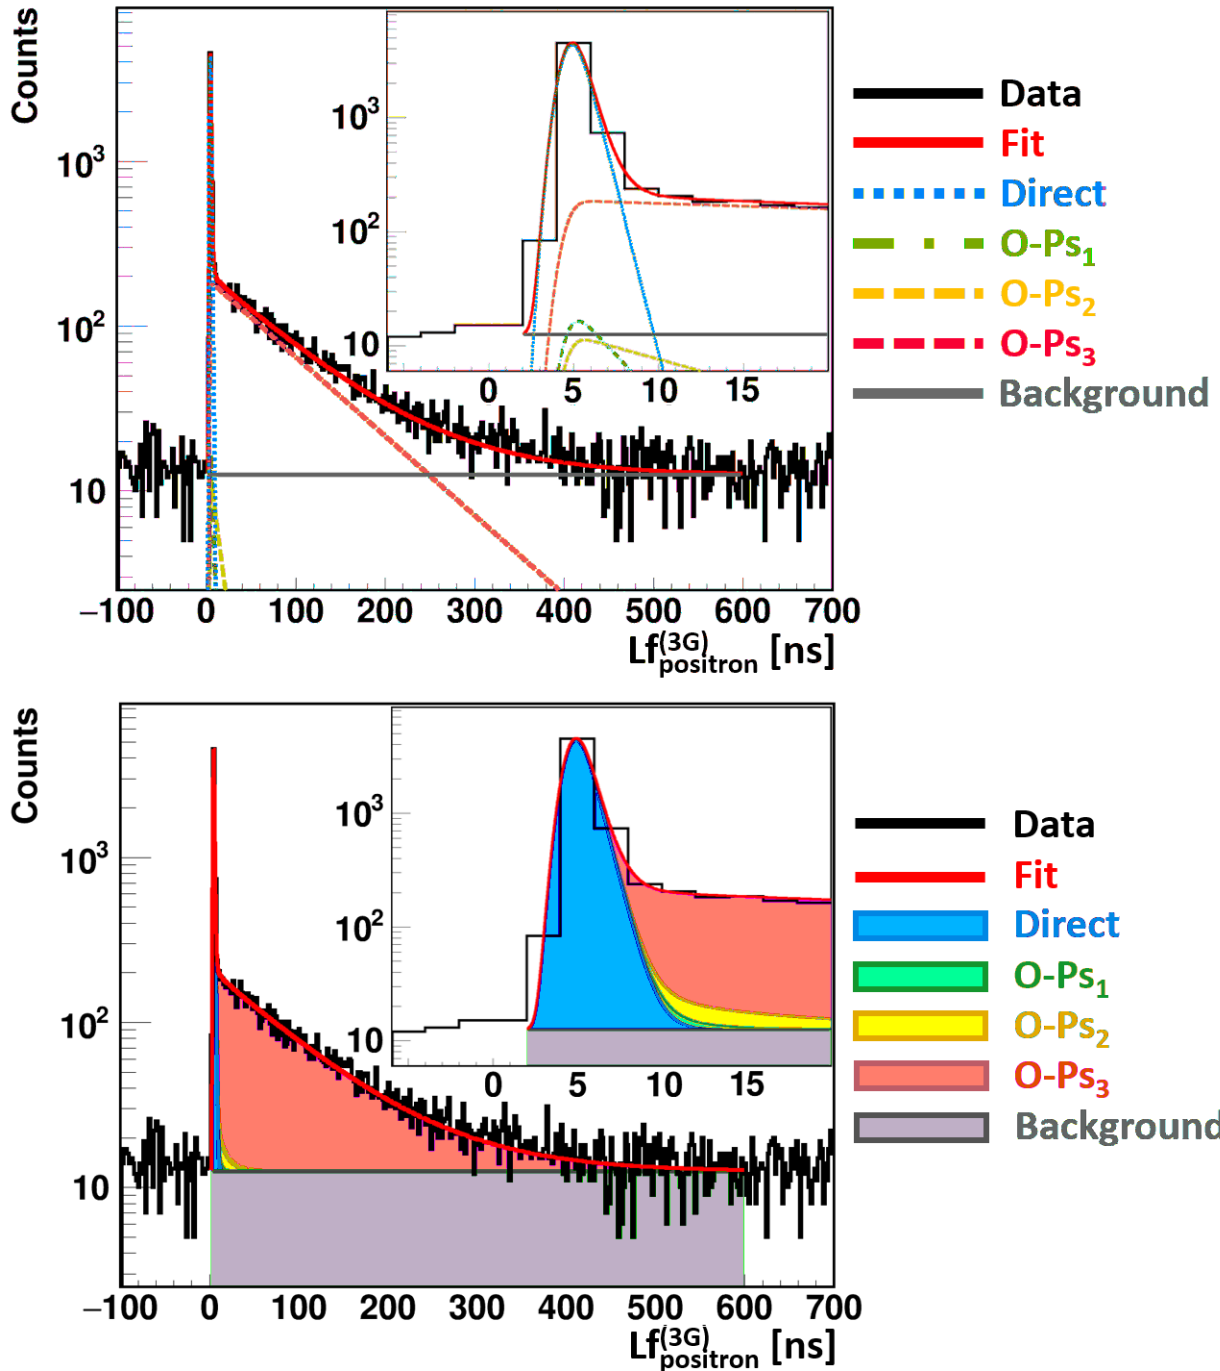 Counts
10³
10²
10
−100 0 100 200 300 400 500 600 700
Lf(3G)positron [ns]
10³
10²
10
0 5 10 15
Data
Fit
Direct
O-Ps₁
O-Ps₂
O-Ps₃
Background
Counts
10³
10²
10
−100 0 100 200 300 400 500 600 700
Lf(3G)positron [ns]
10³
10²
10
0 5 10 15
Data
Fit
Direct
O-Ps₁
O-Ps₂
O-Ps₃
Background